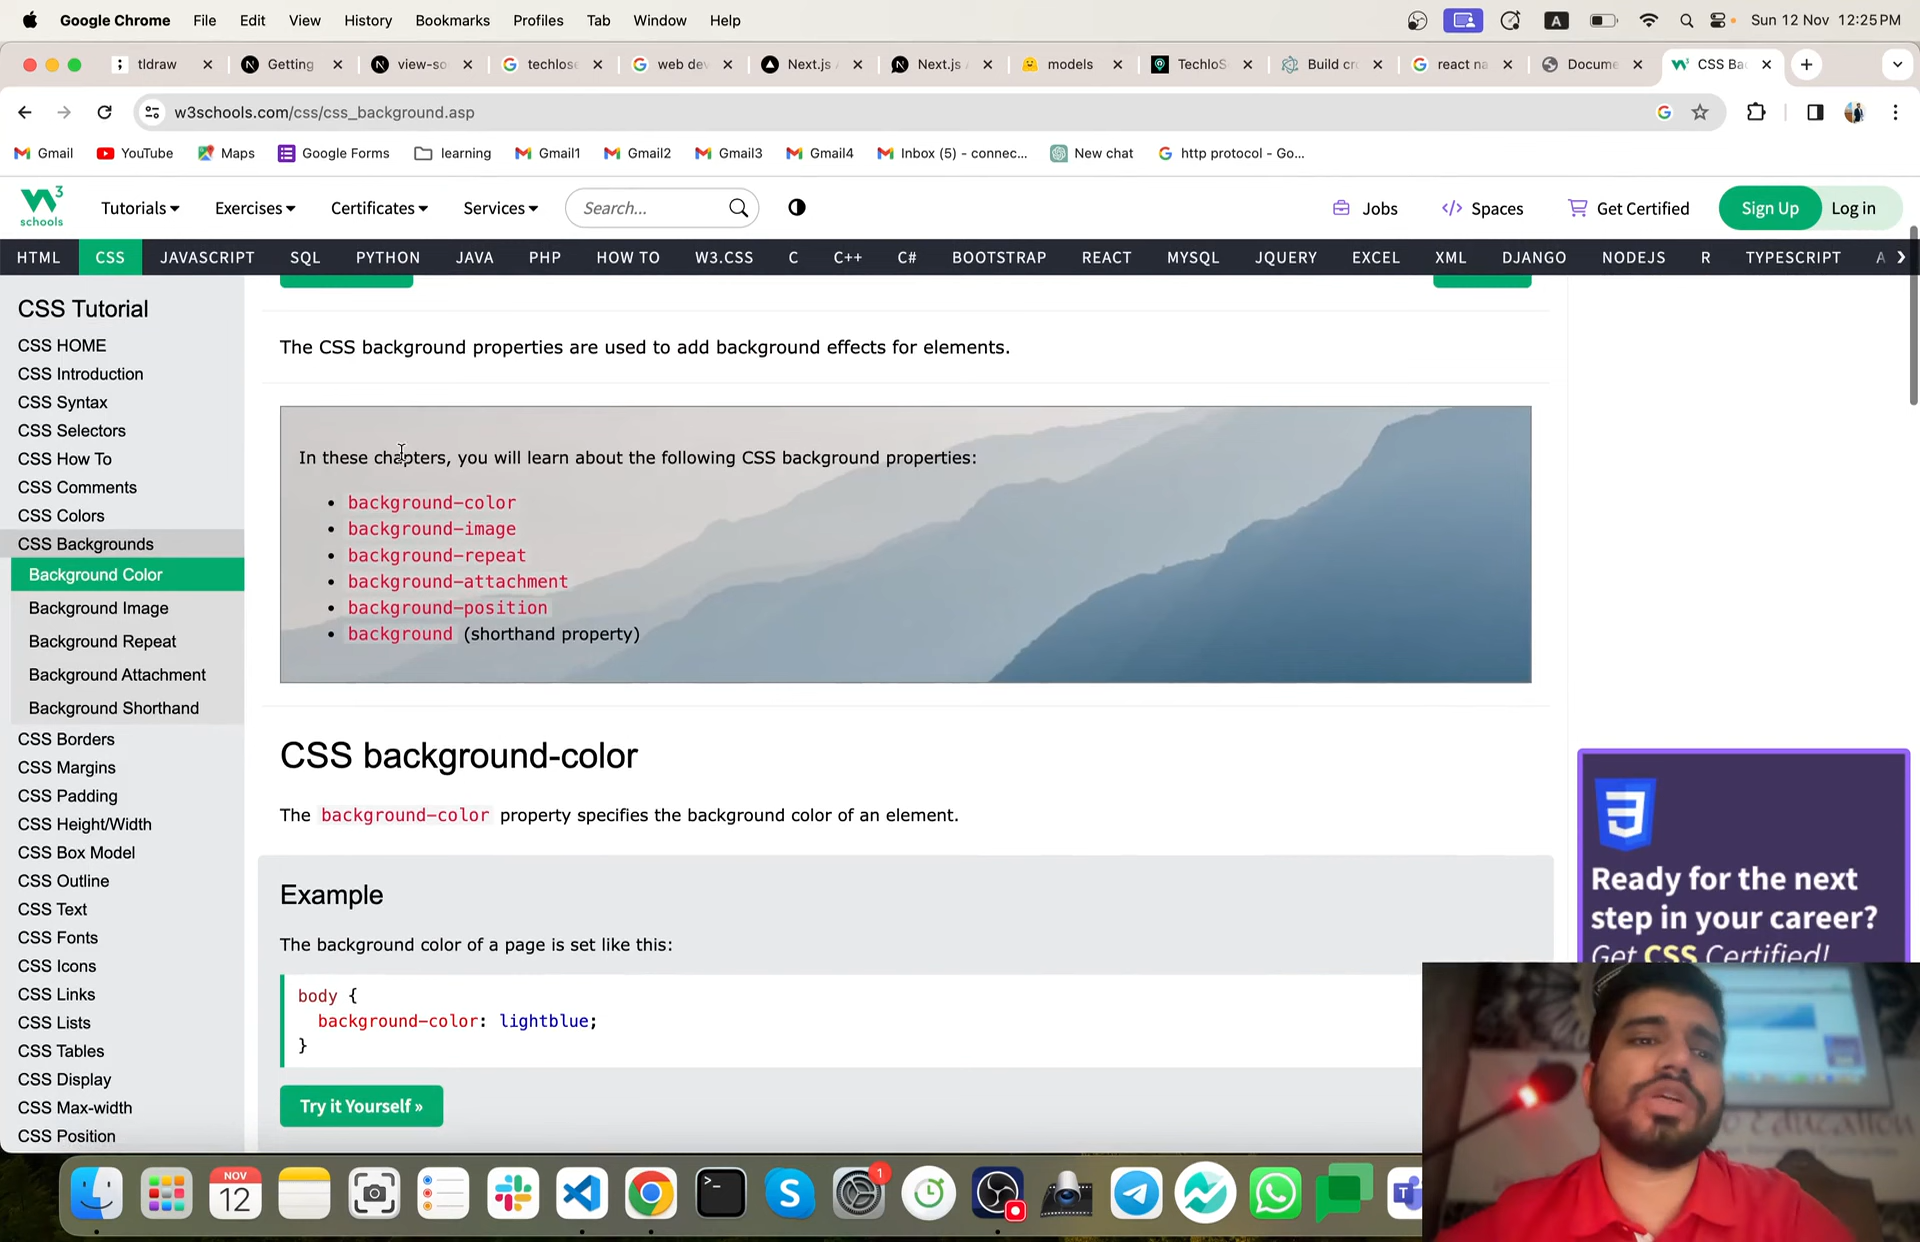 Google Chrome File Edit View History Bookmarks Profiles Tab Window Help A Sun 12 Nov 12:25 PM
tldraw Getting view-so techlose web dev Next.js Next.js models TechloS Build cr react na Docume CSS Ba
w3schools.com/css/css_background.asp
Gmail YouTube Maps Google Forms learning Gmail1 Gmail2 Gmail3 Gmail4 Inbox (5) - connec... New chat http protocol - Go...
W3 schools Tutorials Exercises Certificates Services Search... Jobs Spaces Get Certified Sign Up Log in
HTML CSS JAVASCRIPT SQL PYTHON JAVA PHP HOW TO W3.CSS C C++ C# BOOTSTRAP REACT MYSQL JQUERY EXCEL XML DJANGO NODEJS R TYPESCRIPT A
CSS Tutorial
CSS HOME
CSS Introduction
CSS Syntax
CSS Selectors
CSS How To
CSS Comments
CSS Colors
CSS Backgrounds
Background Color
Background Image
Background Repeat
Background Attachment
Background Shorthand
CSS Borders
CSS Margins
CSS Padding
CSS Height/Width
CSS Box Model
CSS Outline
CSS Text
CSS Fonts
CSS Icons
CSS Links
CSS Lists
CSS Tables
CSS Display
CSS Max-width
CSS Position
The CSS background properties are used to add background effects for elements.
In these chapters, you will learn about the following CSS background properties:
• background-color
• background-image
• background-repeat
• background-attachment
• background-position
• background (shorthand property)
CSS background-color
The background-color property specifies the background color of an element.
Example
The background color of a page is set like this:
body {
background-color: lightblue;
}
Try it Yourself »
Ready for the next
step in your career?
Get CSS Certified!
NOV
12
1